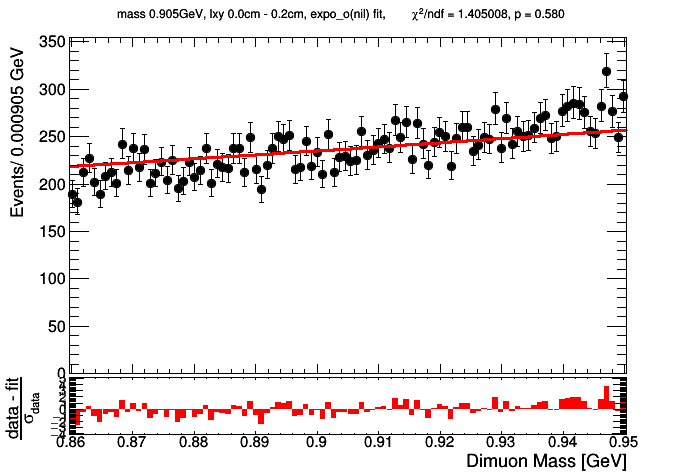 mass 0.905GeV, lxy 0.0cm - 0.2cm, expo_o(nil) fit, χ²/ndf = 1.405008, p = 0.580
Events/ 0.000905 GeV
350
300
250
200
150
100
50
0
data - fit
σdata
0.86 0.87 0.88 0.89 0.9 0.91 0.92 0.93 0.94 0.95
Dimuon Mass [GeV]